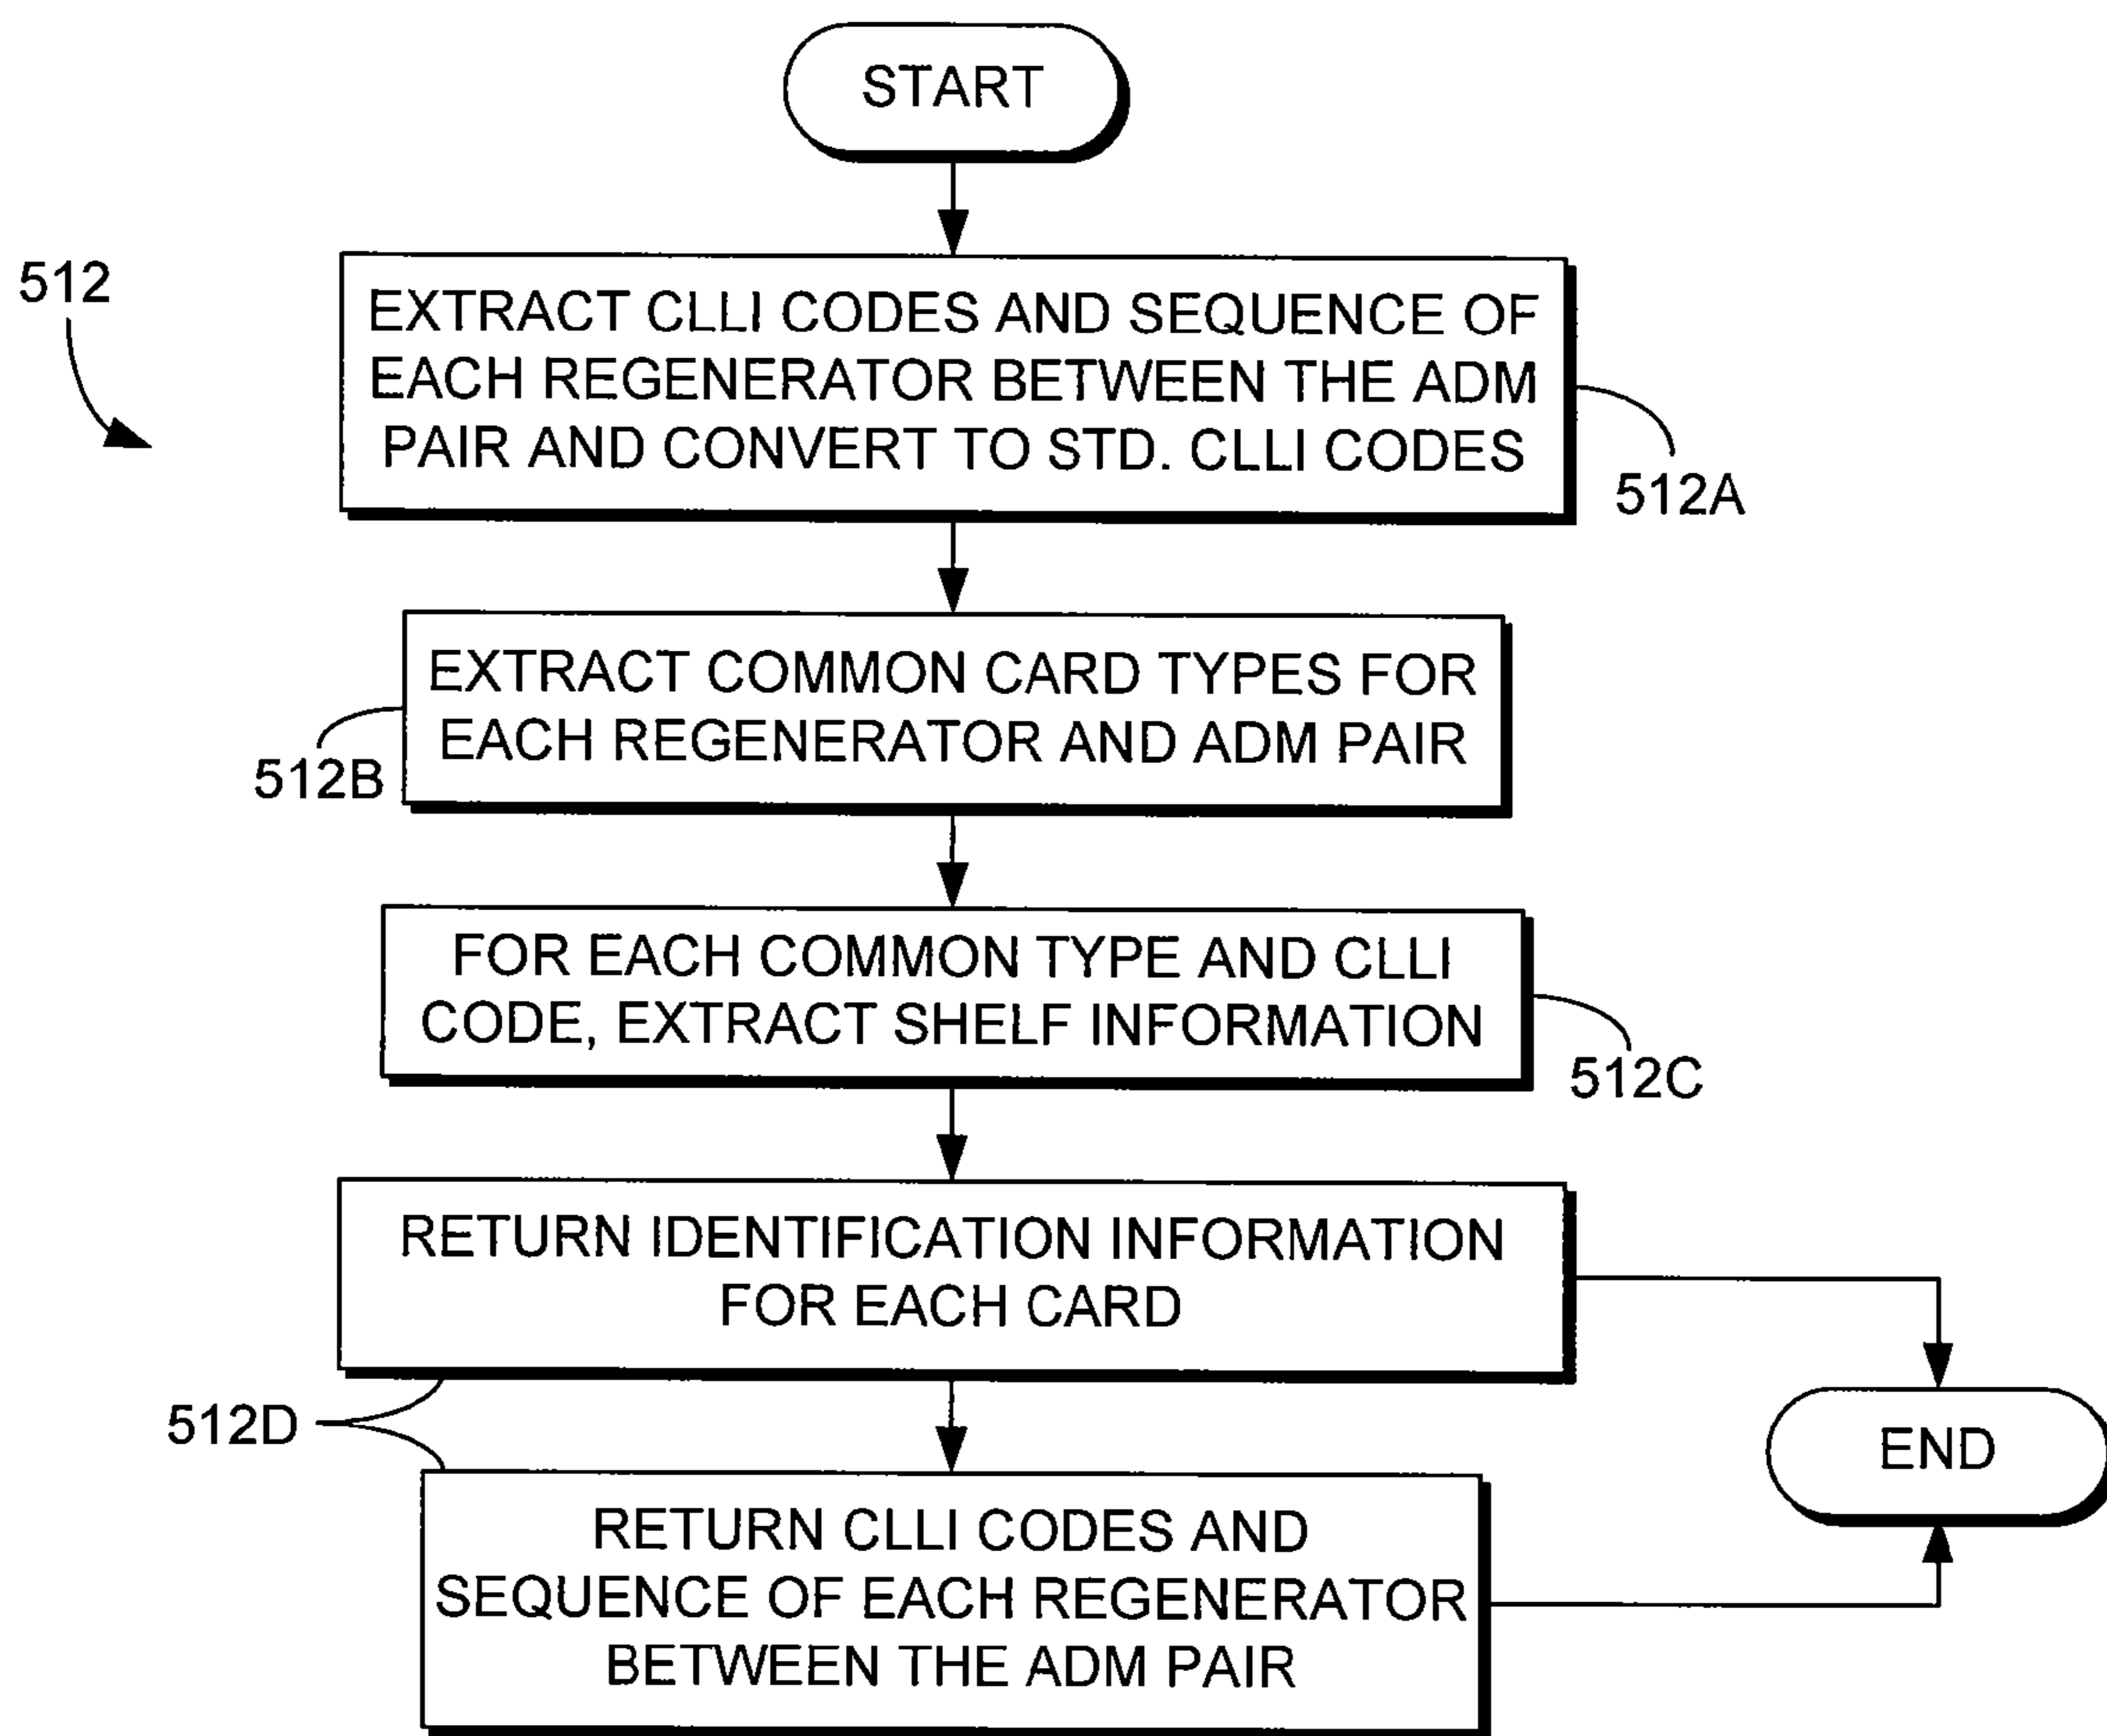 START
512
EXTRACT CLLI CODES AND SEQUENCE OF
EACH REGENERATOR BETWEEN THE ADM
PAIR AND CONVERT TO STD. CLLI CODES
512A
EXTRACT COMMON CARD TYPES FOR
EACH REGENERATOR AND ADM PAIR
512B
FOR EACH COMMON TYPE AND CLLI
CODE, EXTRACT SHELF INFORMATION
512C
RETURN IDENTIFICATION INFORMATION
FOR EACH CARD
512D
END
RETURN CLLI CODES AND
SEQUENCE OF EACH REGENERATOR
BETWEEN THE ADM PAIR